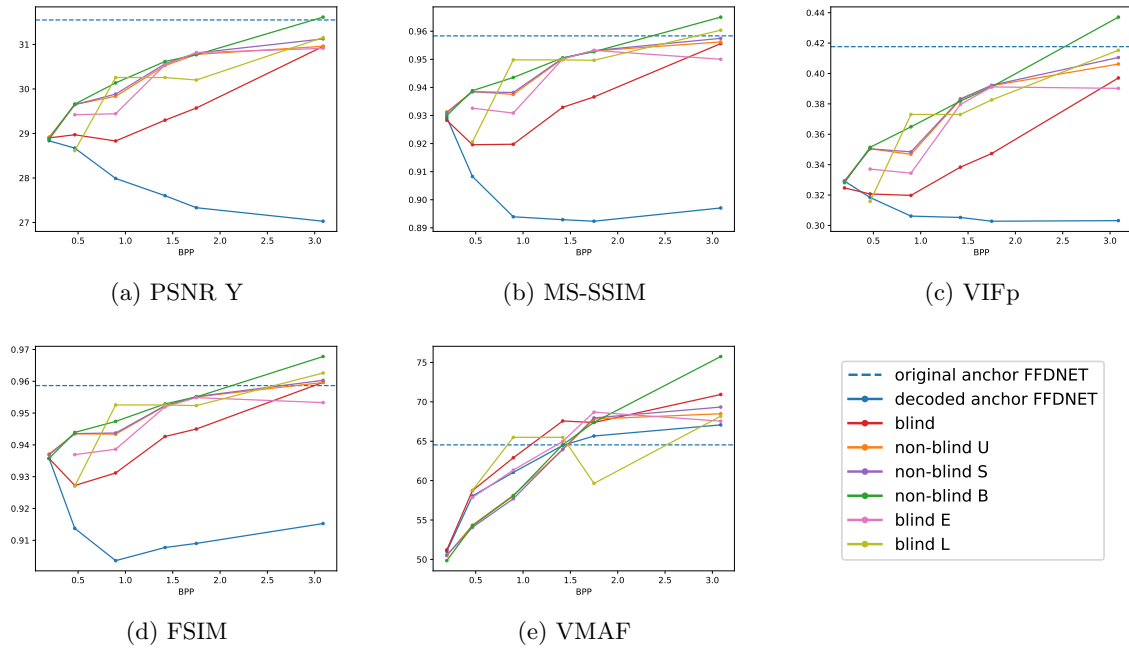 31
30
29
28
27
0.5 1.0 1.5 2.0 2.5 3.0
BPP
(a) PSNR Y
0.96
0.95
0.94
0.93
0.92
0.91
0.90
0.89
0.5 1.0 1.5 2.0 2.5 3.0
BPP
(b) MS-SSIM
0.44
0.42
0.40
0.38
0.36
0.34
0.32
0.30
0.5 1.0 1.5 2.0 2.5 3.0
BPP
(c) VIFp
0.97
0.96
0.95
0.94
0.93
0.92
0.91
0.5 1.0 1.5 2.0 2.5 3.0
BPP
(d) FSIM
75
70
65
60
55
50
0.5 1.0 1.5 2.0 2.5 3.0
BPP
(e) VMAF
original anchor FFDNET
decoded anchor FFDNET
blind
non-blind U
non-blind S
non-blind B
blind E
blind L